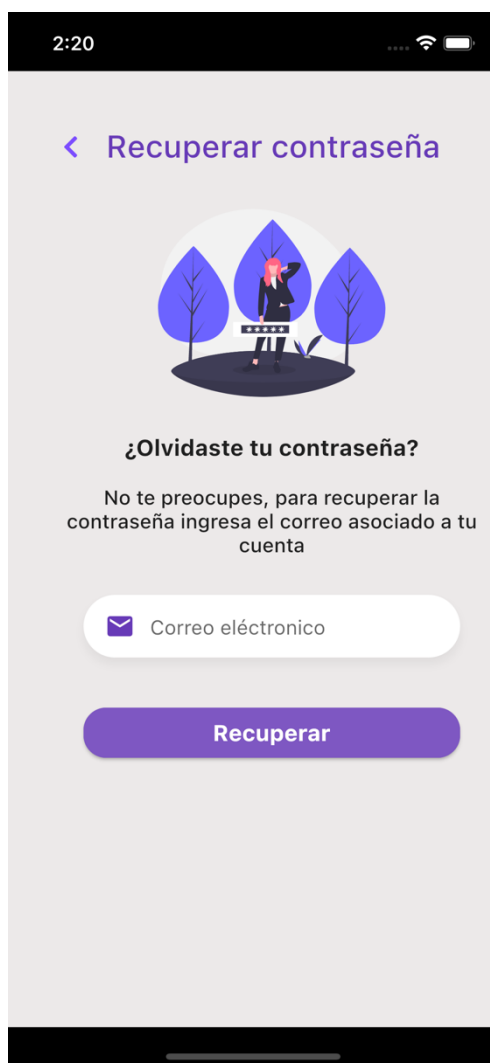 2:20
Recuperar contraseña
*****
¿Olvidaste tu contraseña?
No te preocupes, para recuperar la
contraseña ingresa el correo asociado a tu
cuenta
Correo eléctronico
Recuperar